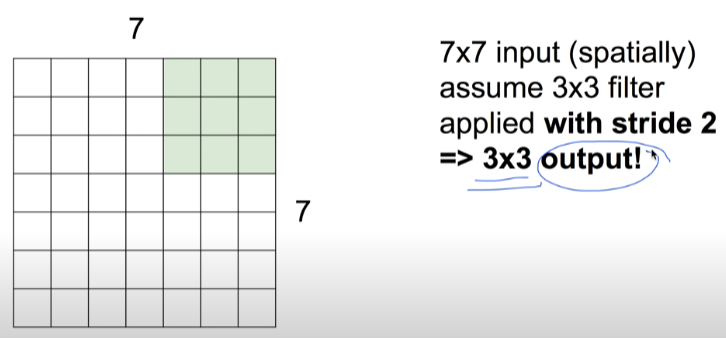 7
7x7 input (spatially)
assume 3x3 filter
applied with stride 2
=> 3x3 output!
7